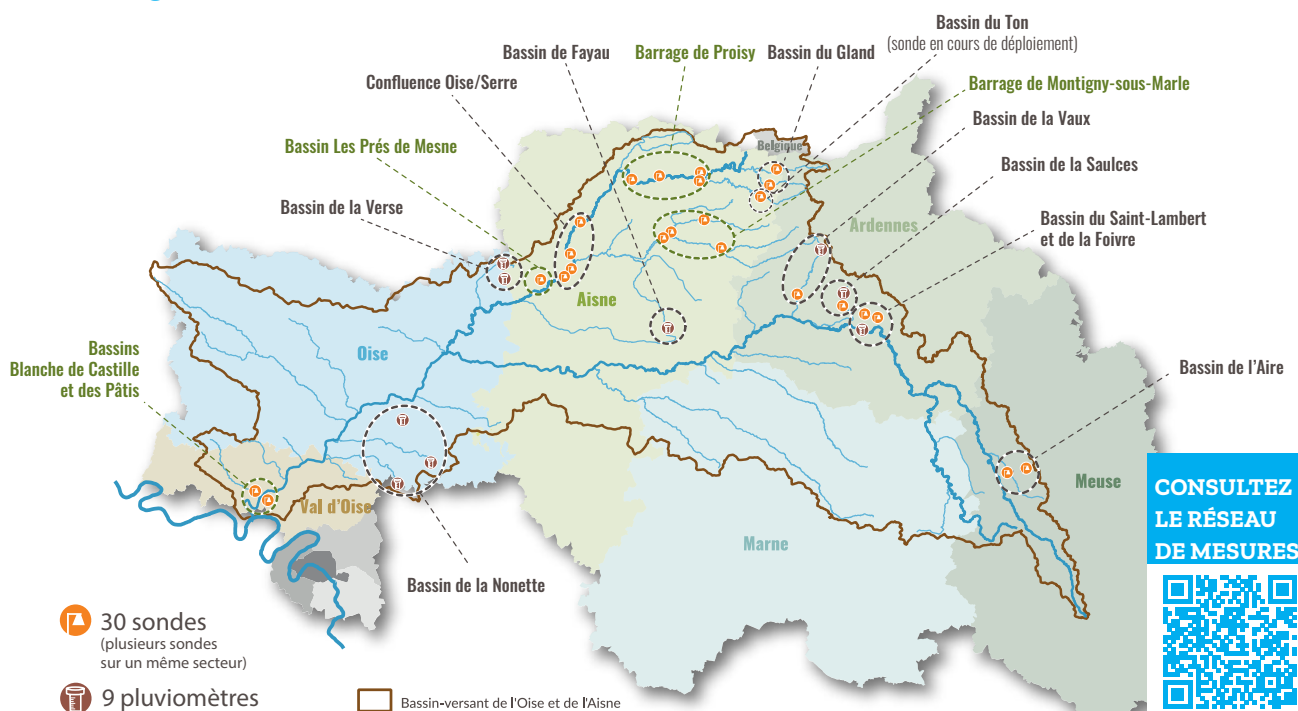 Bassin du Ton
(sonde en cours de déploiement)
Bassin de Fayau
Barrage de Proisy
Bassin du Gland
Confluence Oise/Serre
Barrage de Montigny-sous-Marle
Bassin de la Vaux
Bassin Les Prés de Mesne
Belgique
Bassin de la Saulces
Bassin de la Verse
Bassin du Saint-Lambert
et de la Foivre
Ardennes
Aisne
Oise
Bassins
Blanche de Castille
et des Pâtis
Bassin de l'Aire
Val d'Oise
Meuse
Marne
CONSULTEZ
LE RÉSEAU
DE MESURES
Bassin de la Nonette
30 sondes
(plusieurs sondes
sur un même secteur)
9 pluviomètres
Bassin-versant de l'Oise et de l'Aisne